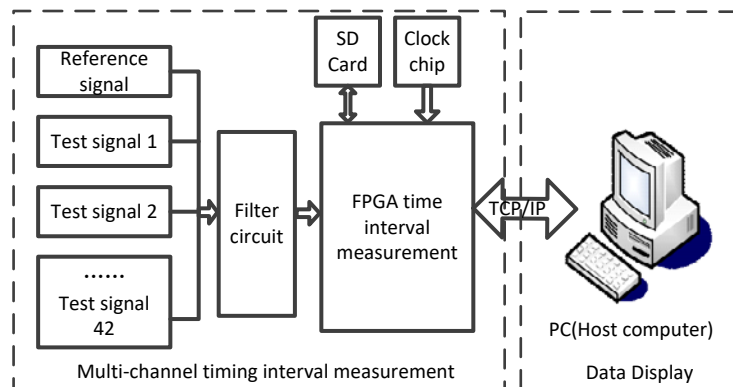 Reference
signal
Test signal 1
Test signal 2
......
Test signal
42
Filter
circuit
SD
Card
Clock
chip
FPGA time
interval
measurement
TCP/IP
PC(Host computer)
Multi-channel timing interval measurement
Data Display